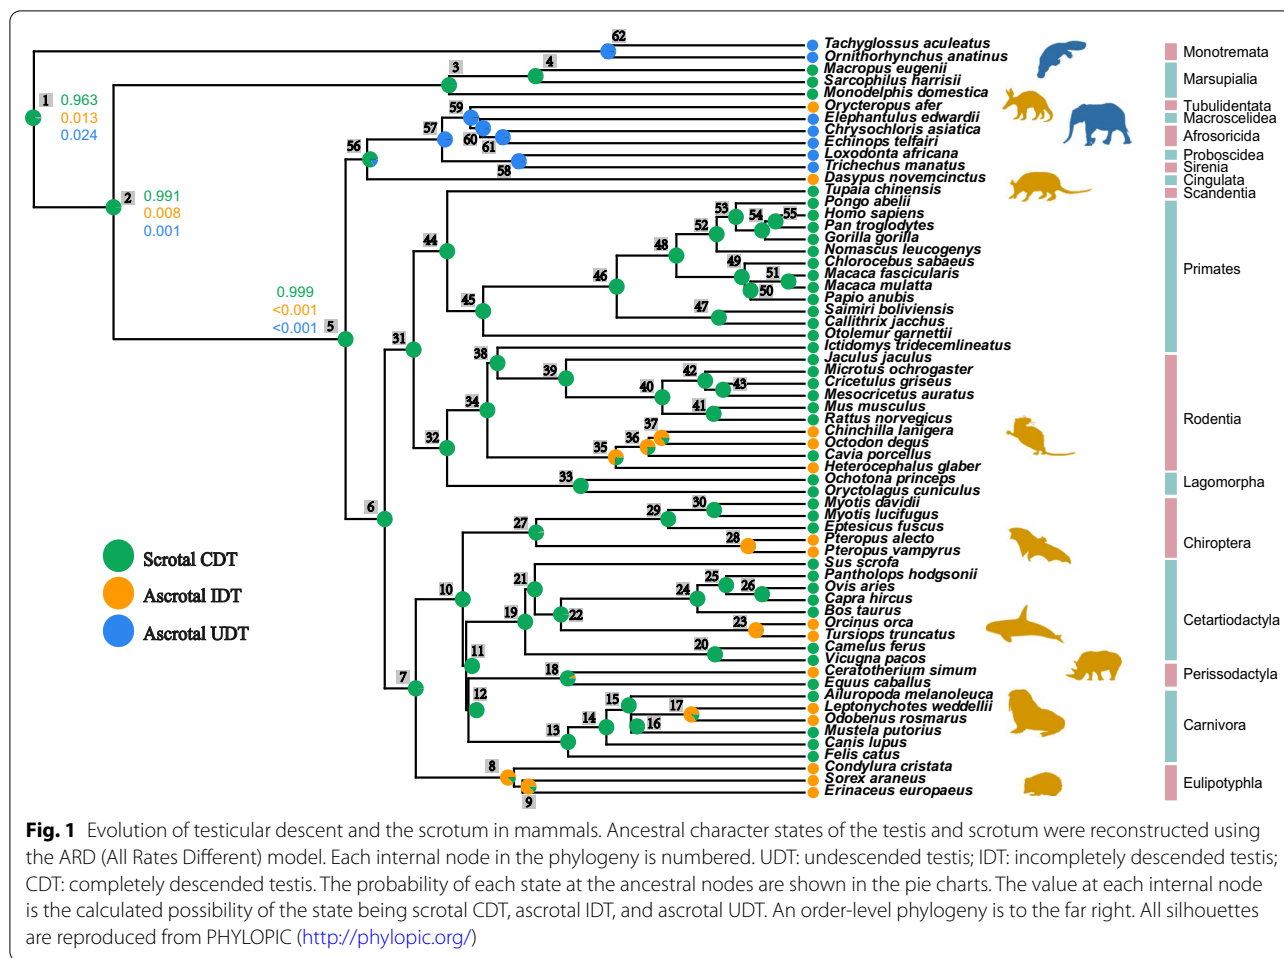 62
Tachyglossus aculeatus
Ornithorhynchus anatinus
Monotremata
3
4
Macropus eugenii
Sarcophilus harrisii
Monodelphis domestica
Marsupialia
1
0.963
0.013
0.024
59
Orycteropus afer
Tubulidentata
Elephantulus edwardii
Macroscelidea
57
60
61
Chrysochloris asiatica
Echinops telfairi
Afrosoricida
56
58
Loxodonta africana
Proboscidea
Trichechus manatus
Sirenia
Dasypus novemcinctus
Cingulata
2
0.991
0.008
0.001
Tupaia chinensis
Scandentia
53
54
55
Pongo abelii
Homo sapiens
Pan troglodytes
Gorilla gorilla
Nomascus leucogenys
44
52
48
49
51
50
Chlorocebus sabaeus
Macaca fascicularis
Macaca mulatta
Papio anubis
Primates
46
45
47
Saimiri boliviensis
Callithrix jacchus
Otolemur garnettii
0.999
<0.001
<0.001
5
31
38
Ictidomys tridecemlineatus
Jaculus jaculus
39
42
43
Microtus ochrogaster
Cricetulus griseus
Mesocricetus auratus
40
41
Mus musculus
Rattus norvegicus
34
Rodentia
32
35
36
37
Chinchilla lanigera
Octodon degus
Cavia porcellus
Heterocephalus glaber
33
Ochotona princeps
Oryctolagus cuniculus
Lagomorpha
6
27
29
30
Myotis davidii
Myotis lucifugus
Eptesicus fuscus
28
Pteropus alecto
Pteropus vampyrus
Chiroptera
Scrotal CDT
Ascrotal IDT
Ascrotal UDT
10
21
Sus scrofa
24
25
26
Pantholops hodgsonii
Ovis aries
Capra hircus
Bos taurus
19
22
23
Orcinus orca
Tursiops truncatus
20
Camelus ferus
Vicugna pacos
Cetartiodactyla
11
18
Ceratotherium simum
Equus caballus
Perissodactyla
7
12
13
14
15
16
17
Ailuropoda melanoleuca
Leptonychotes weddellii
Odobenus rosmarus
Mustela putorius
Canis lupus
Felis catus
Carnivora
8
9
Condylura cristata
Sorex araneus
Erinaceus europaeus
Eulipotyphla
Fig. 1 Evolution of testicular descent and the scrotum in mammals. Ancestral character states of the testis and scrotum were reconstructed using
the ARD (All Rates Different) model. Each internal node in the phylogeny is numbered. UDT: undescended testis; IDT: incompletely descended testis;
CDT: completely descended testis. The probability of each state at the ancestral nodes are shown in the pie charts. The value at each internal node
is the calculated possibility of the state being scrotal CDT, ascrotal IDT, and ascrotal UDT. An order-level phylogeny is to the far right. All silhouettes
are reproduced from PHYLOPIC (http://phylopic.org/)